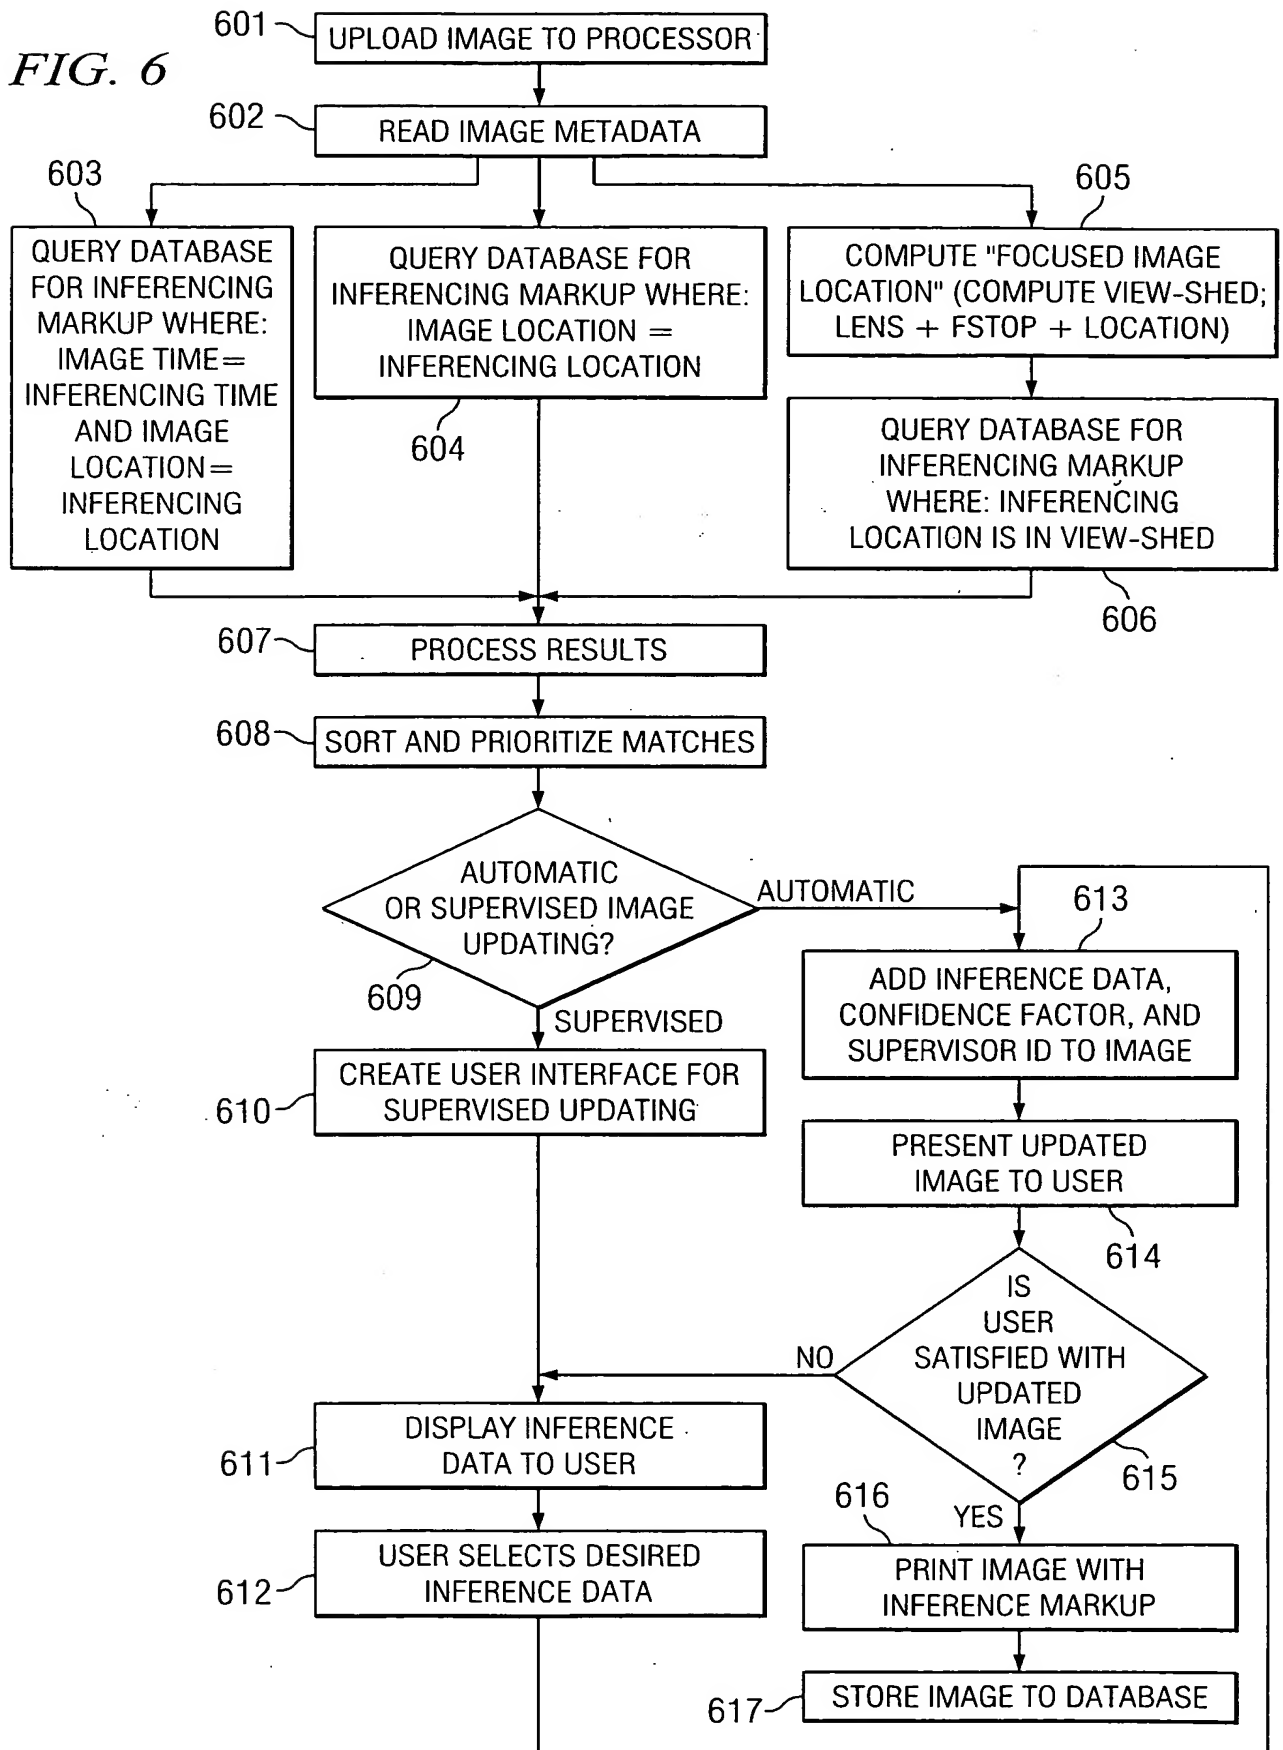 FIG. 6
601
UPLOAD IMAGE TO PROCESSOR
602
READ IMAGE METADATA
603
QUERY DATABASE
FOR INFERENCING
MARKUP WHERE:
IMAGE TIME=
INFERENCING TIME
AND IMAGE
LOCATION=
INFERENCING
LOCATION
QUERY DATABASE FOR
INFERENCING MARKUP WHERE:
IMAGE LOCATION =
INFERENCING LOCATION
604
605
COMPUTE "FOCUSED IMAGE
LOCATION" (COMPUTE VIEW-SHED;
LENS + FSTOP + LOCATION)
QUERY DATABASE FOR
INFERENCING MARKUP
WHERE: INFERENCING
LOCATION IS IN VIEW-SHED
606
607
PROCESS RESULTS
608
SORT AND PRIORITIZE MATCHES
AUTOMATIC
OR SUPERVISED IMAGE
UPDATING?
609
AUTOMATIC
SUPERVISED
610
CREATE USER INTERFACE FOR
SUPERVISED UPDATING
613
ADD INFERENCE DATA,
CONFIDENCE FACTOR, AND
SUPERVISOR ID TO IMAGE
PRESENT UPDATED
IMAGE TO USER
614
IS
USER
SATISFIED WITH
UPDATED
IMAGE
?
615
NO
YES
611
DISPLAY INFERENCE
DATA TO USER
612
USER SELECTS DESIRED
INFERENCE DATA
616
PRINT IMAGE WITH
INFERENCE MARKUP
617
STORE IMAGE TO DATABASE